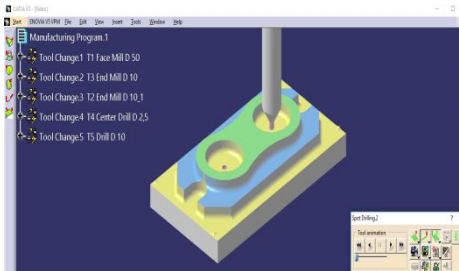 CATIA V5 - [Video]
Start ENOVIA V5 VPM File Edit View Insert Tools Window Help
Manufacturing Program.1
Tool Change.1 T1 Face Mill D 50
Tool Change.2 T3 End Mill D 10
Tool Change.3 T2 End Mill D 10_1
Tool Change.4 T4 Center Drill D 2,5
Tool Change.5 T5 Drill D 10
Spot Drilling.2 ?
Tool animation